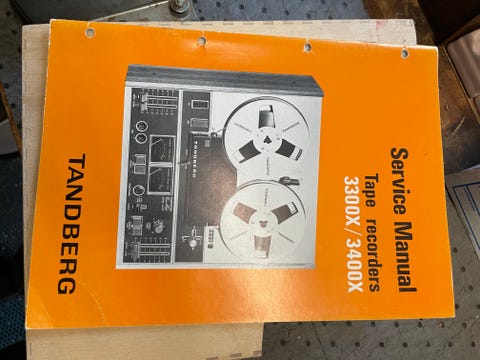 Service Manual
Tape recorders
3300X/3400X
TANDBERG
TANDBERG